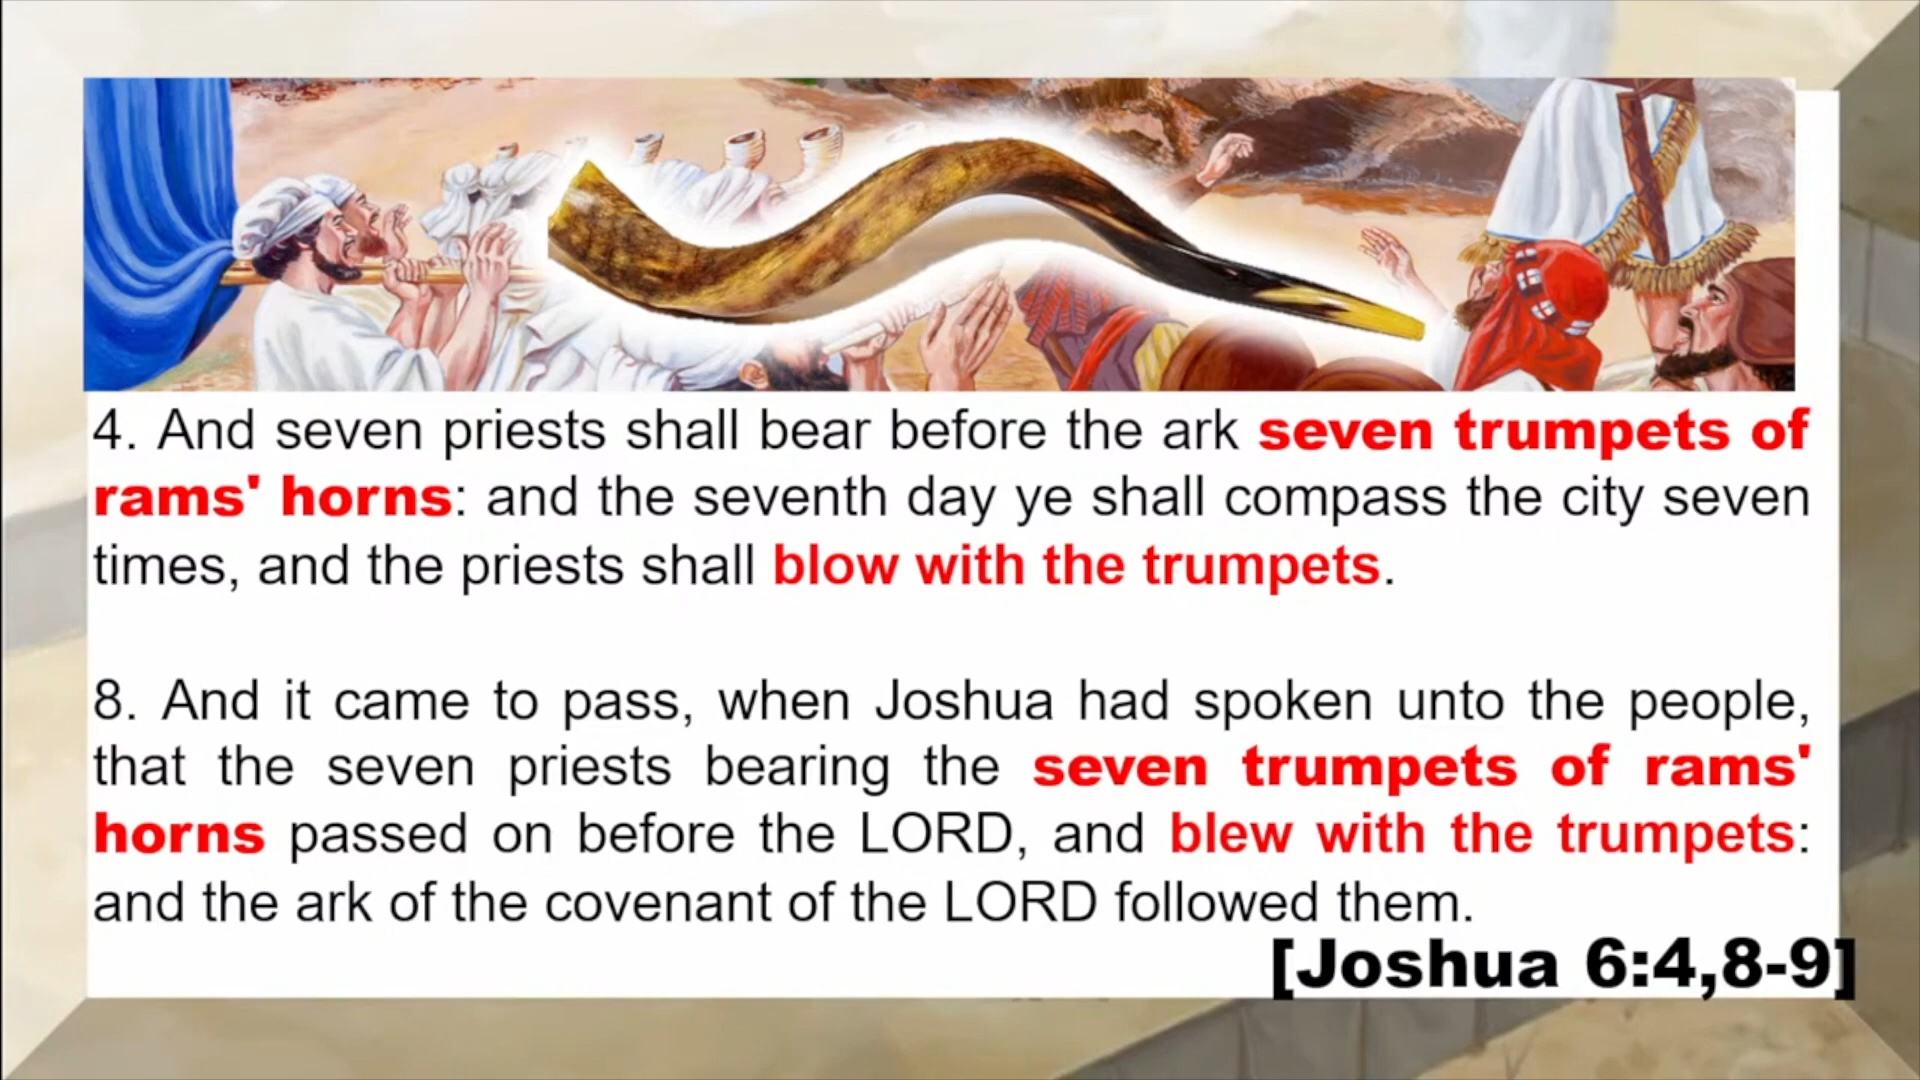 4. And seven priests shall bear before the ark seven trumpets of
rams' horns: and the seventh day ye shall compass the city seven
times, and the priests shall blow with the trumpets.
8. And it came to pass, when Joshua had spoken unto the people,
that the seven priests bearing the seven trumpets of rams'
horns passed on before the LORD, and blew with the trumpets:
and the ark of the covenant of the LORD followed them.
[Joshua 6:4,8-9]